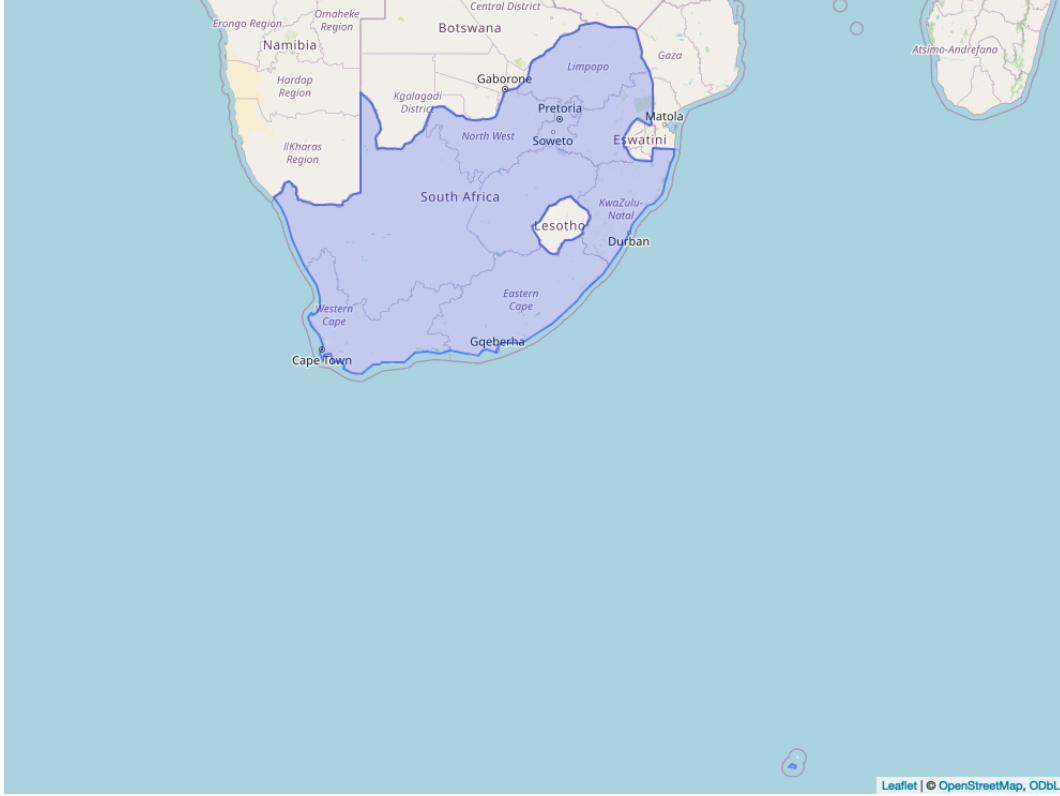 Central District
Omaheke
Region
Erongo Region
Botswana
Namibia
Gaza
Atsimo-Andrefana
Limpopo
Hardap
Region
Gaborone
Kgalagadi
District
Pretoria
Matola
North West
Soweto
Eswatini
ǁKharas
Region
South Africa
KwaZulu-
Natal
Lesotho
Durban
Eastern
Cape
Western
Cape
Gqeberha
Cape Town
Leaflet | © OpenStreetMap, ODbL